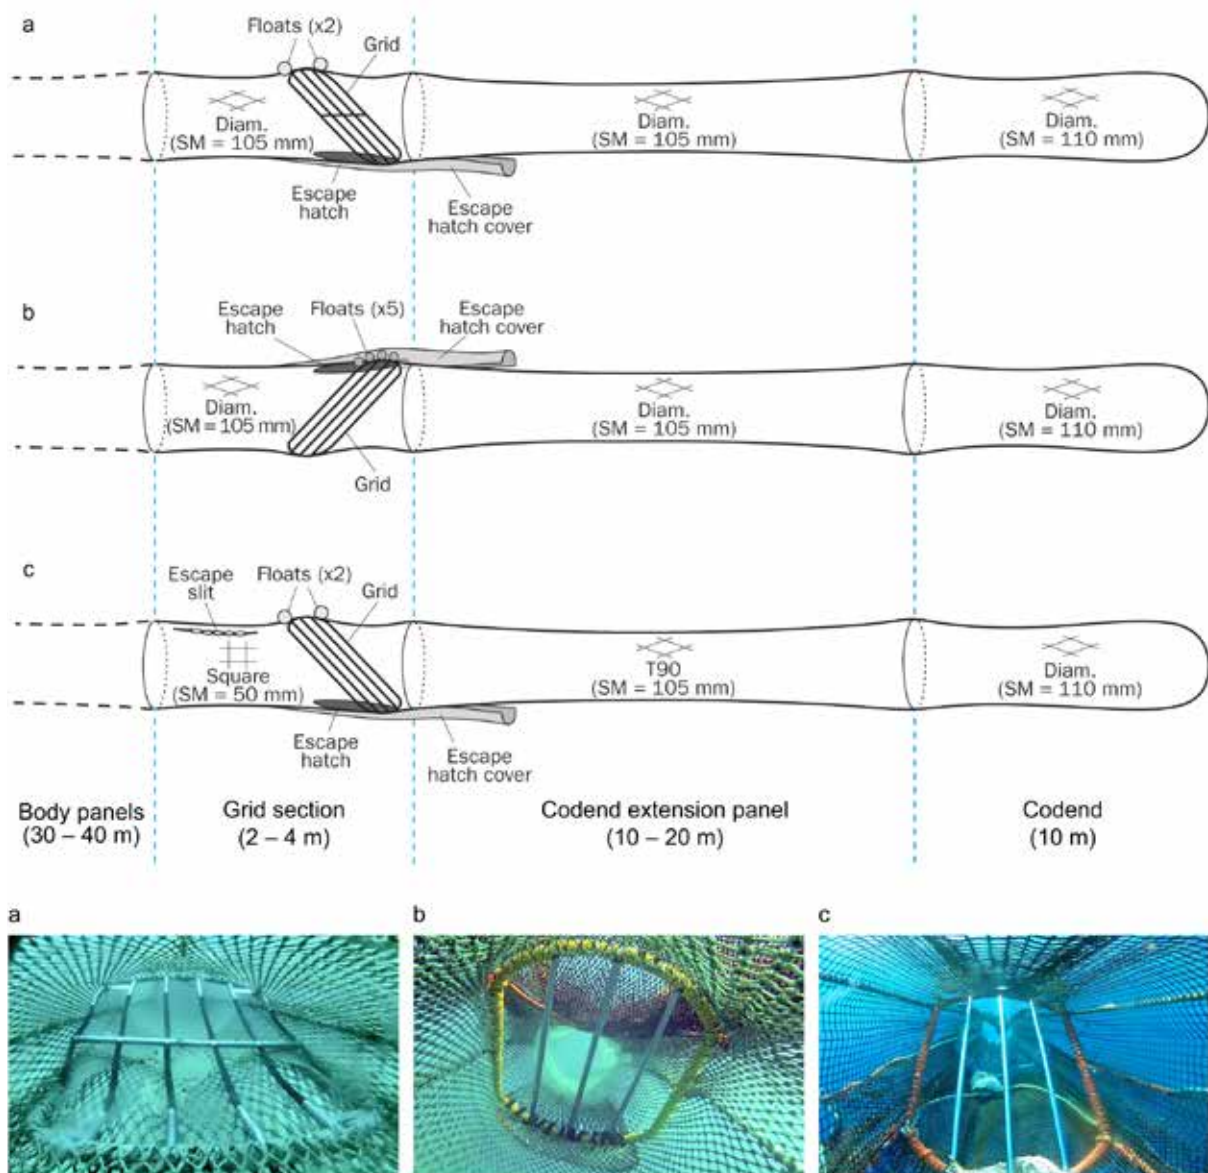 a
Floats (x2)
Grid
Diam.
(SM = 105 mm)
Diam.
(SM = 105 mm)
Diam.
(SM = 110 mm)
Escape
hatch
Escape
hatch cover
b
Escape
hatch
Floats (x5)
Escape
hatch cover
Diam.
(SM = 105 mm)
Diam.
(SM = 105 mm)
Diam.
(SM = 110 mm)
Grid
c
Escape
slit
Floats (x2)
Grid
Square
(SM = 50 mm)
T90
(SM = 105 mm)
Diam.
(SM = 110 mm)
Escape
hatch
Escape
hatch cover
Body panels
(30 – 40 m)
Grid section
(2 – 4 m)
Codend extension panel
(10 – 20 m)
Codend
(10 m)
a
b
c